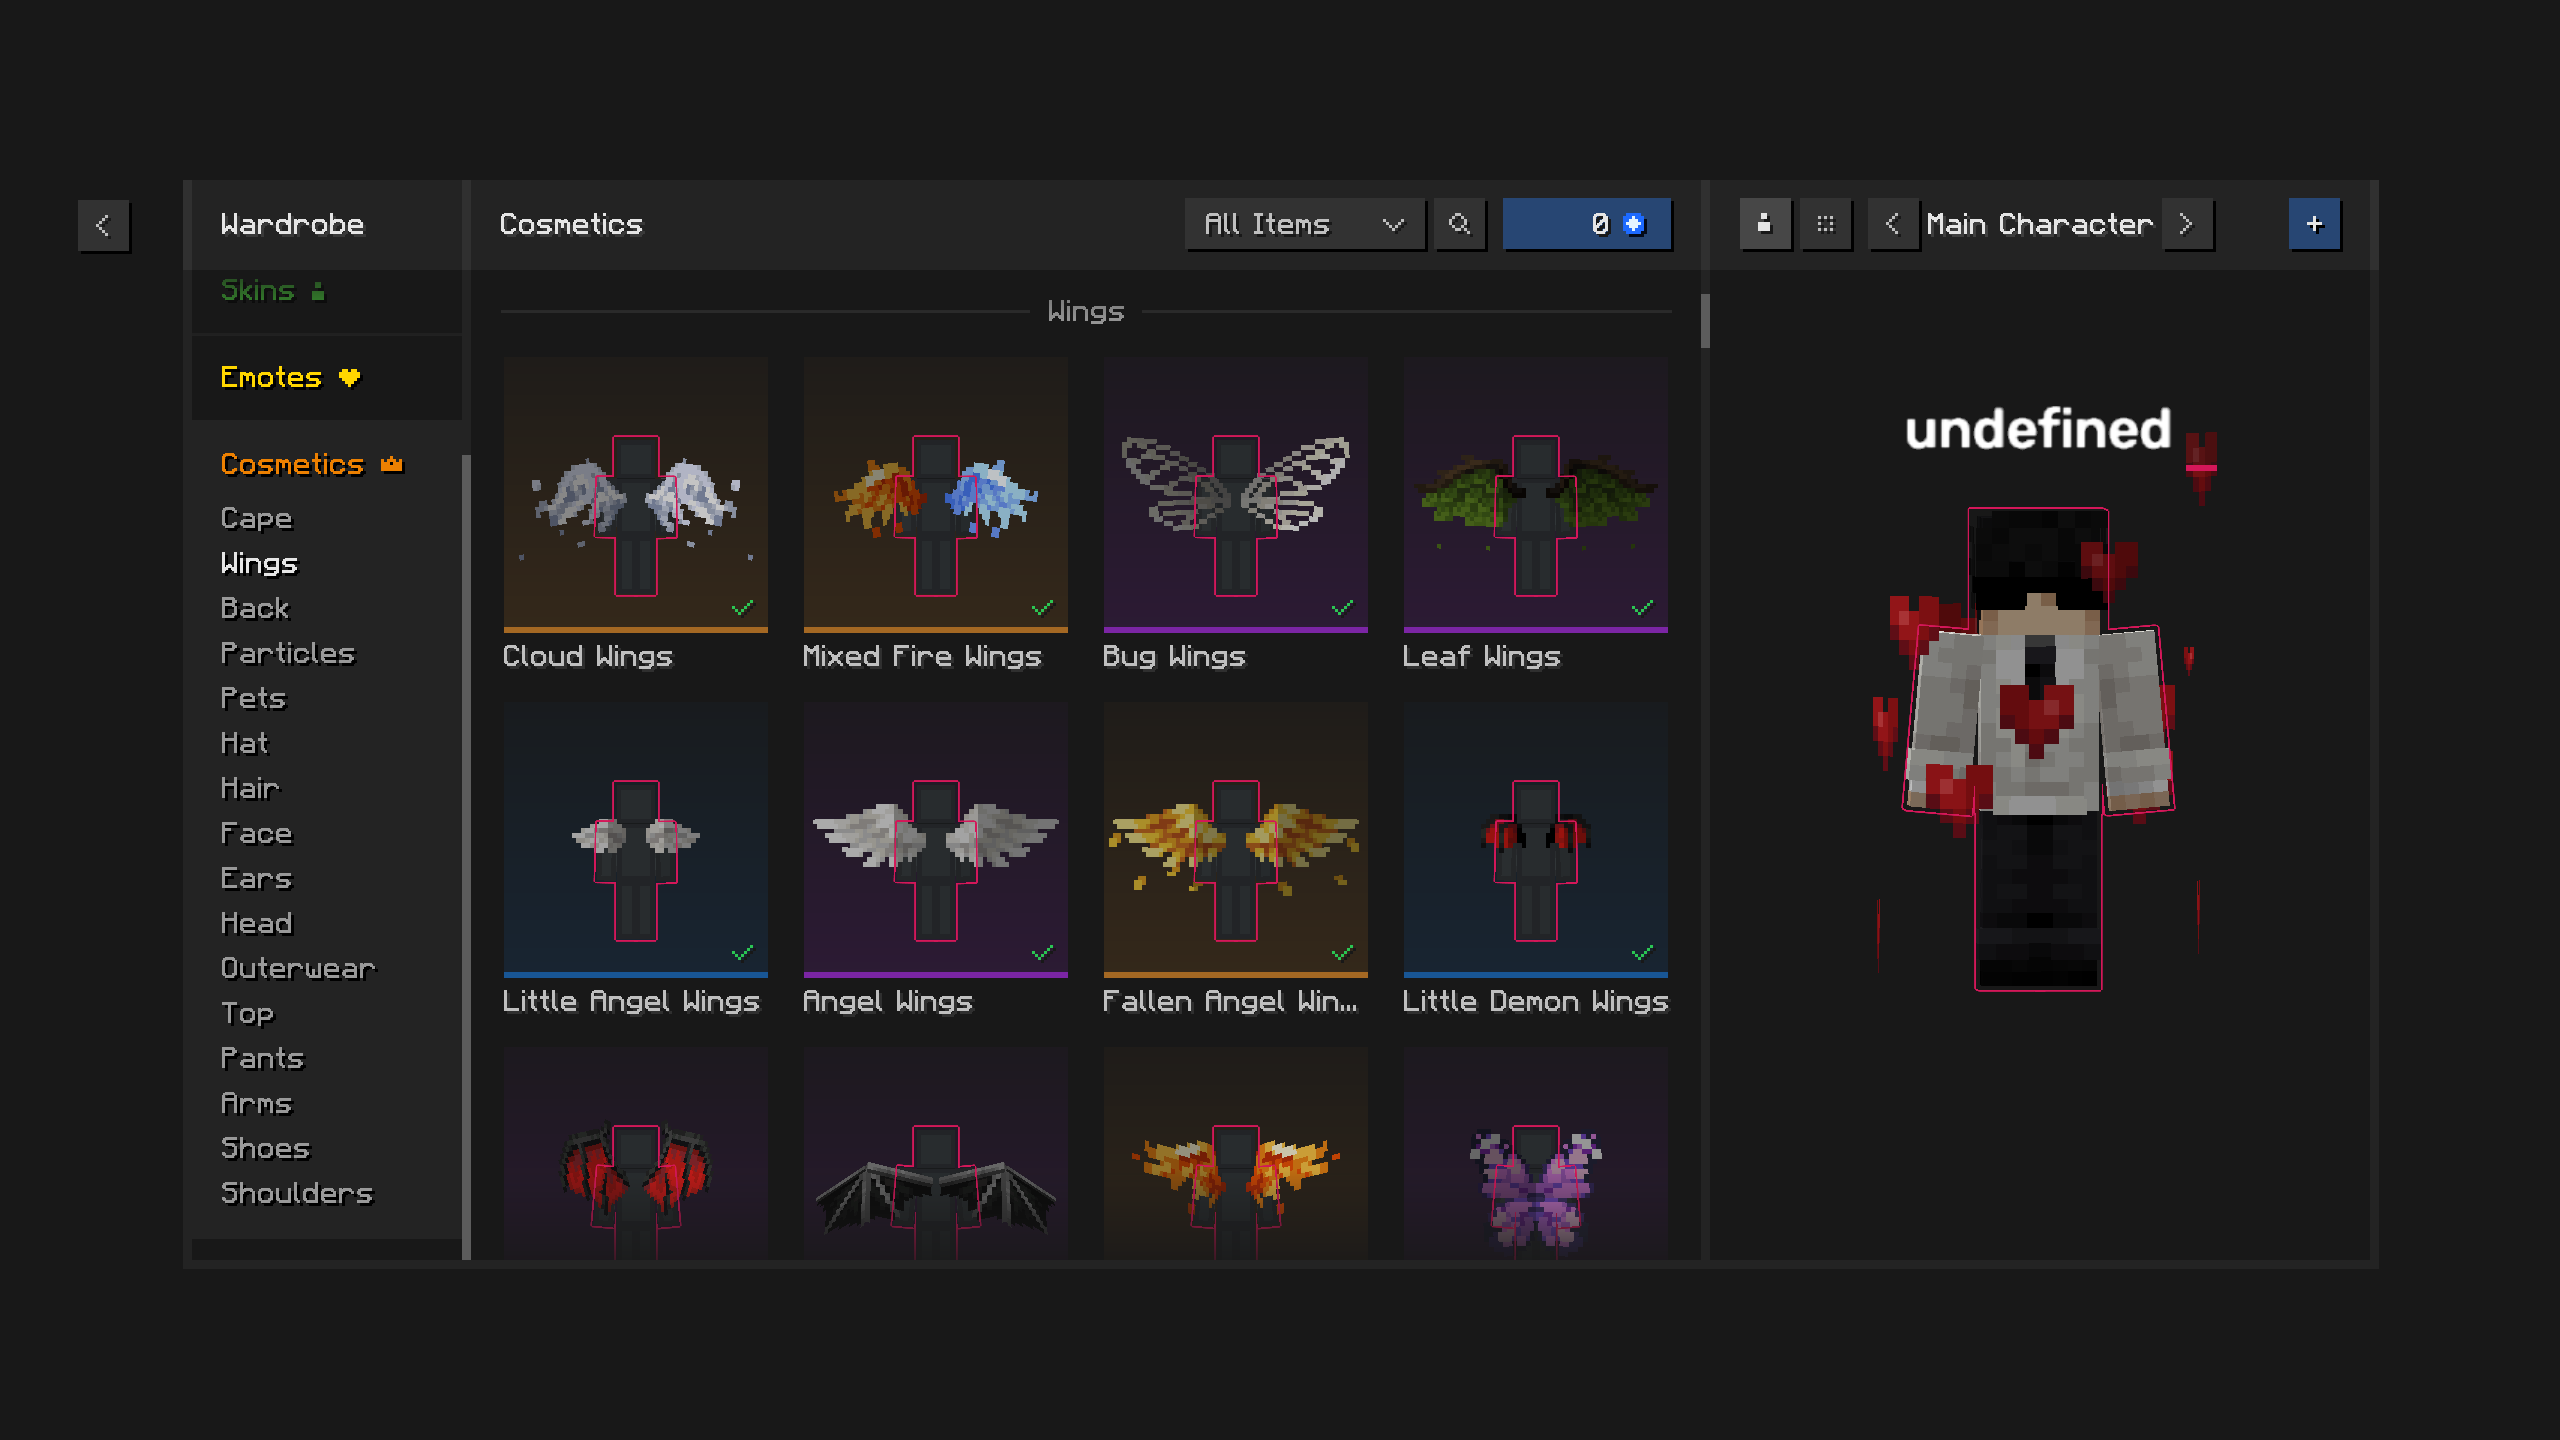 Wardrobe
Cosmetics
All Items
0
Main Character
+
Skins
Emotes
Cosmetics
Cape
Wings
Back
Particles
Pets
Hat
Hair
Face
Ears
Head
Outerwear
Top
Pants
Arms
Shoes
Shoulders
Wings
Cloud Wings
Mixed Fire Wings
Bug Wings
Leaf Wings
Little Angel Wings
Angel Wings
Fallen Angel Win...
Little Demon Wings
undefined